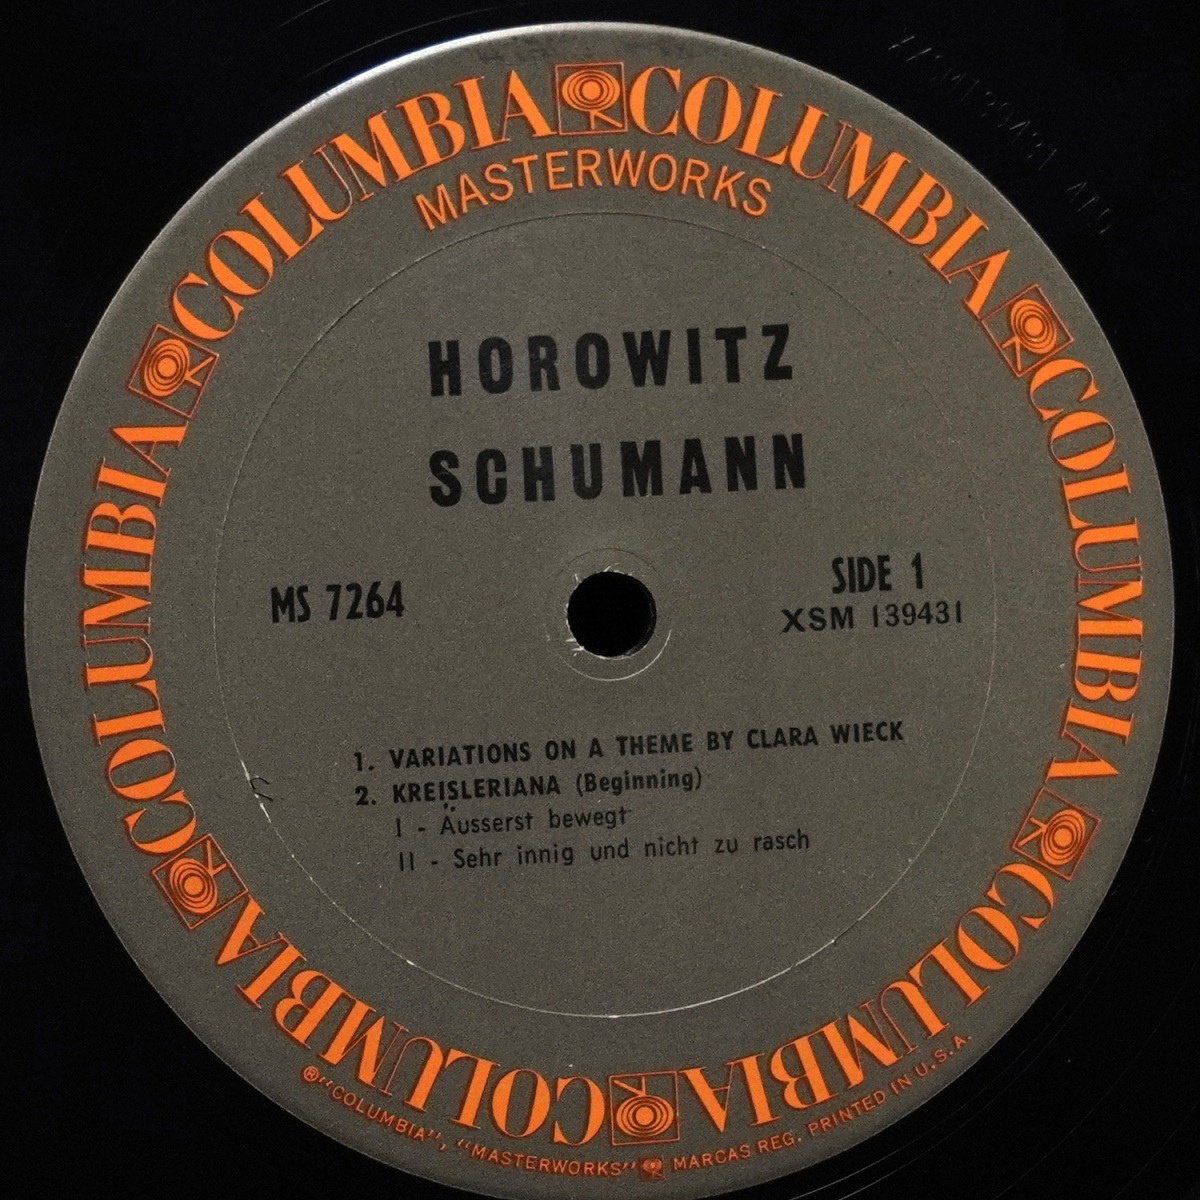 COLUMBIA COLUMBIA COLUMBIA COLUMBIA COLUMBIA COLUMBIA
MASTERWORKS
HOROWITZ
SCHUMANN
MS 7264
SIDE 1
XSM 139431
1. VARIATIONS ON A THEME BY CLARA WIECK
2. KREISLERIANA (Beginning)
I - Äusserst bewegt
II - Sehr innig und nicht zu rasch
®"COLUMBIA", "MASTERWORKS" MARCAS REG. PRINTED IN U.S.A.